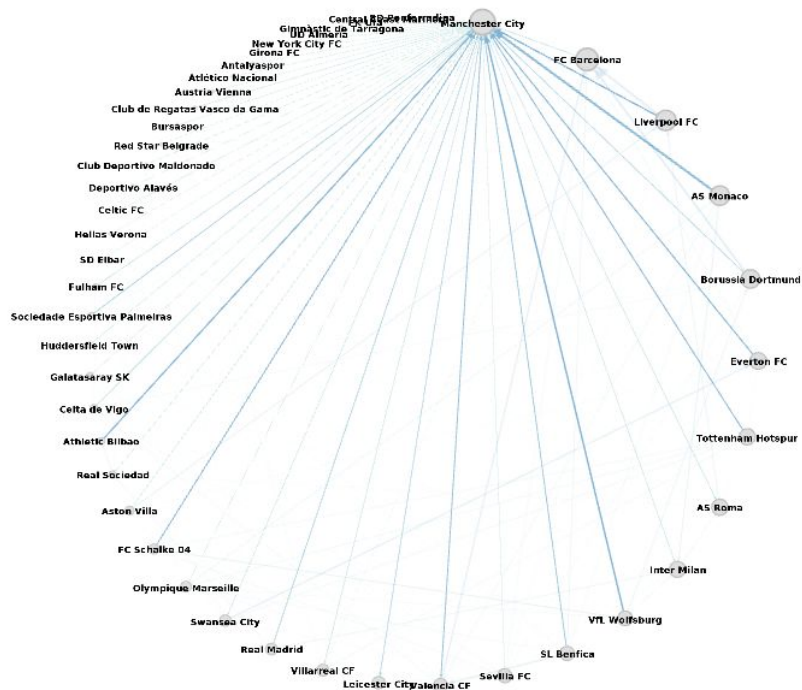 SD Ponferradina
Manchester City
Gimnàstic de Tarragona
UD Almería
New York City FC
Girona FC
FC Barcelona
Antalyaspor
Atlético Nacional
Austria Vienna
Club de Regatas Vasco da Gama
Liverpool FC
Bursaspor
Red Star Belgrade
Club Deportivo Maldonado
Deportivo Alavés
AS Monaco
Celtic FC
Hellas Verona
SD Eibar
Borussia Dortmund
Fulham FC
Sociedade Esportiva Palmeiras
Huddersfield Town
Everton FC
Galatasaray SK
Celta de Vigo
Athletic Bilbao
Tottenham Hotspur
Real Sociedad
AS Roma
Aston Villa
FC Schalke 04
Inter Milan
Olympique Marseille
Swansea City
VfL Wolfsburg
Real Madrid
SL Benfica
Villarreal CF
Sevilla FC
Leicester City
Valencia CF